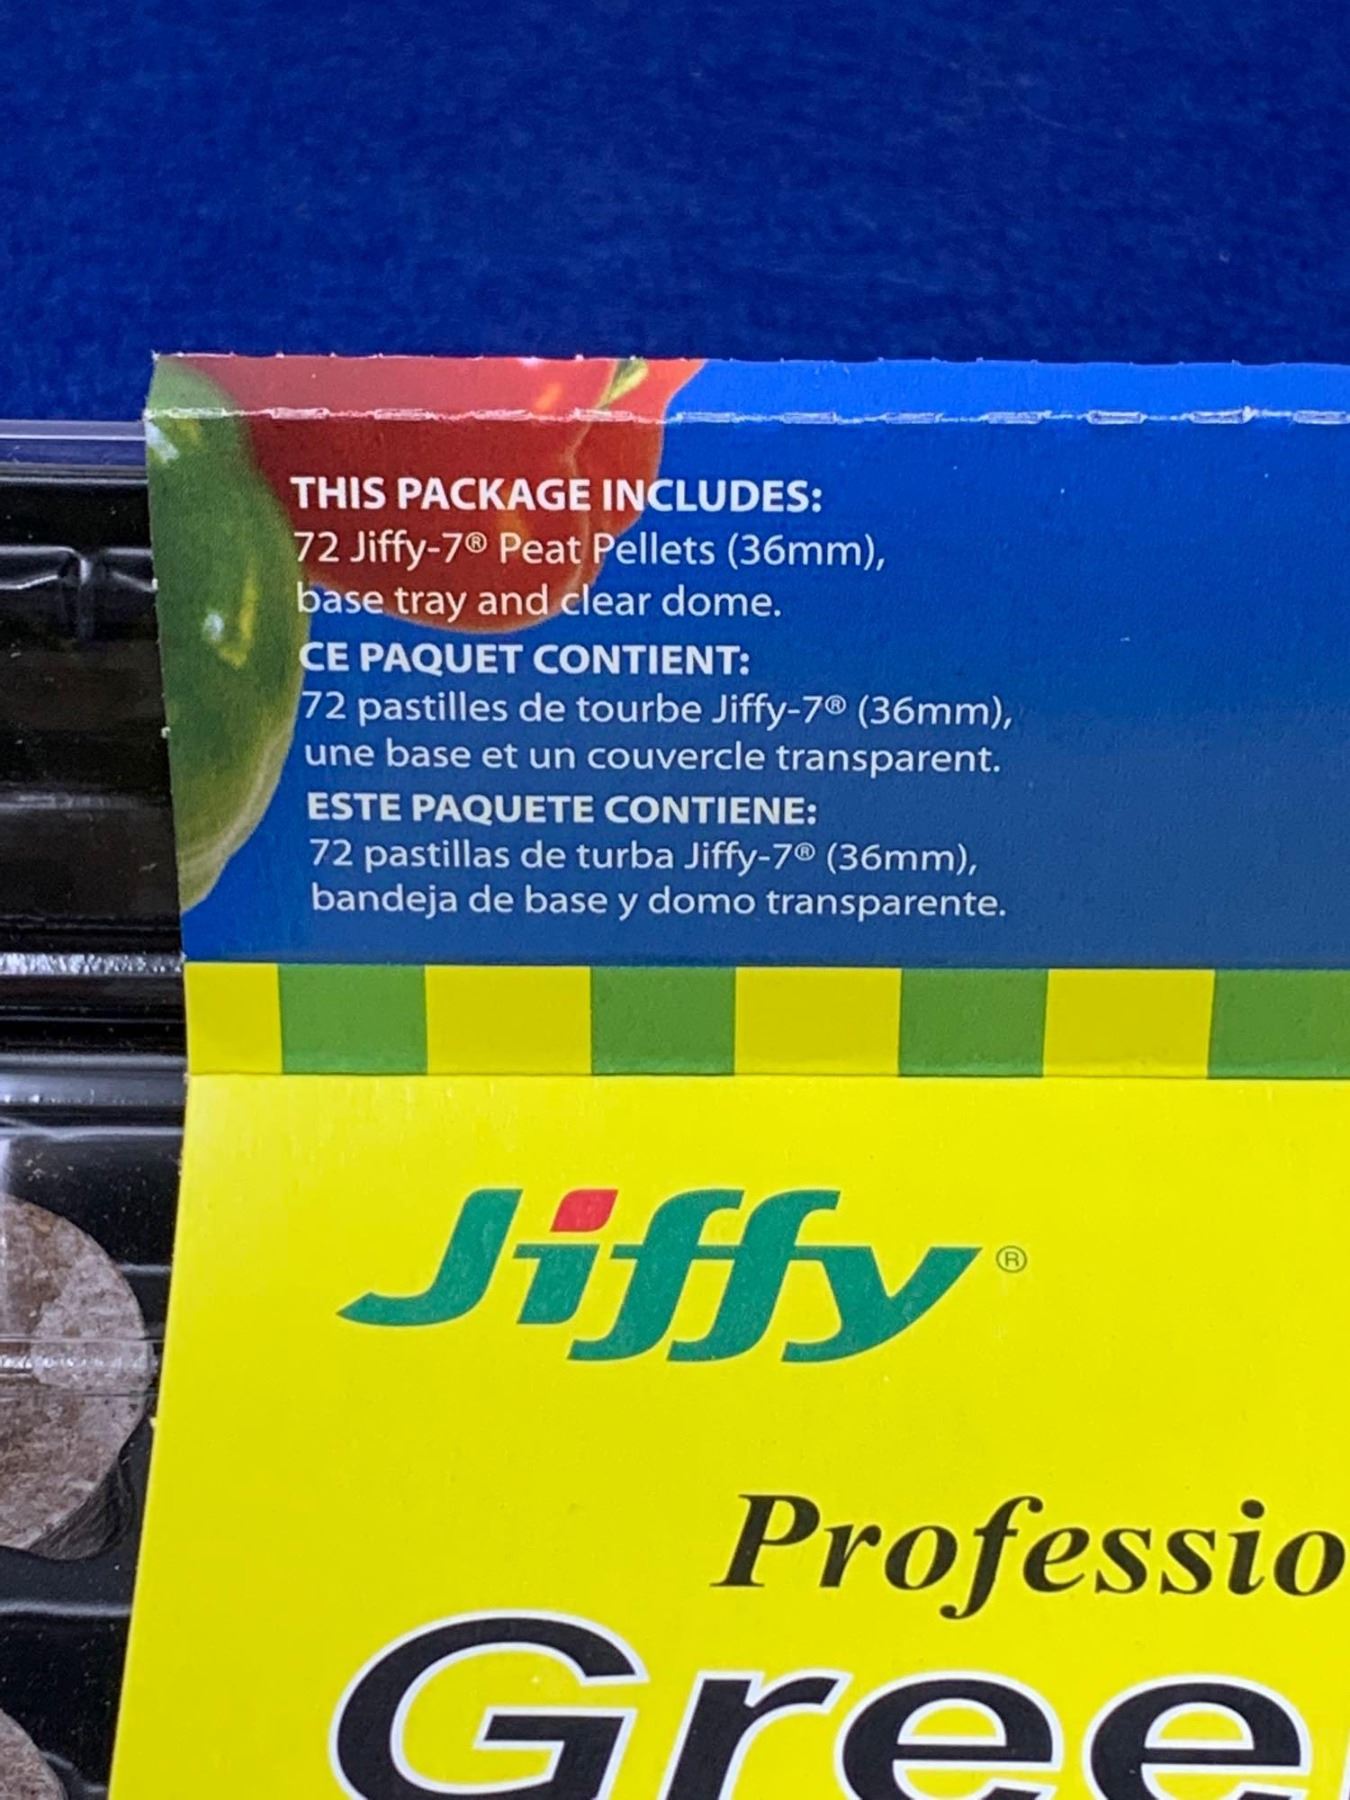 THIS PACKAGE INCLUDES:
72 Jiffy-7® Peat Pellets (36mm),
base tray and clear dome.
CE PAQUET CONTIENT:
72 pastilles de tourbe Jiffy-7® (36mm),
une base et un couvercle transparent.
ESTE PAQUETE CONTIENE:
72 pastillas de turba Jiffy-7® (36mm),
bandeja de base y domo transparente.
Jiffy®
Professio
Gree